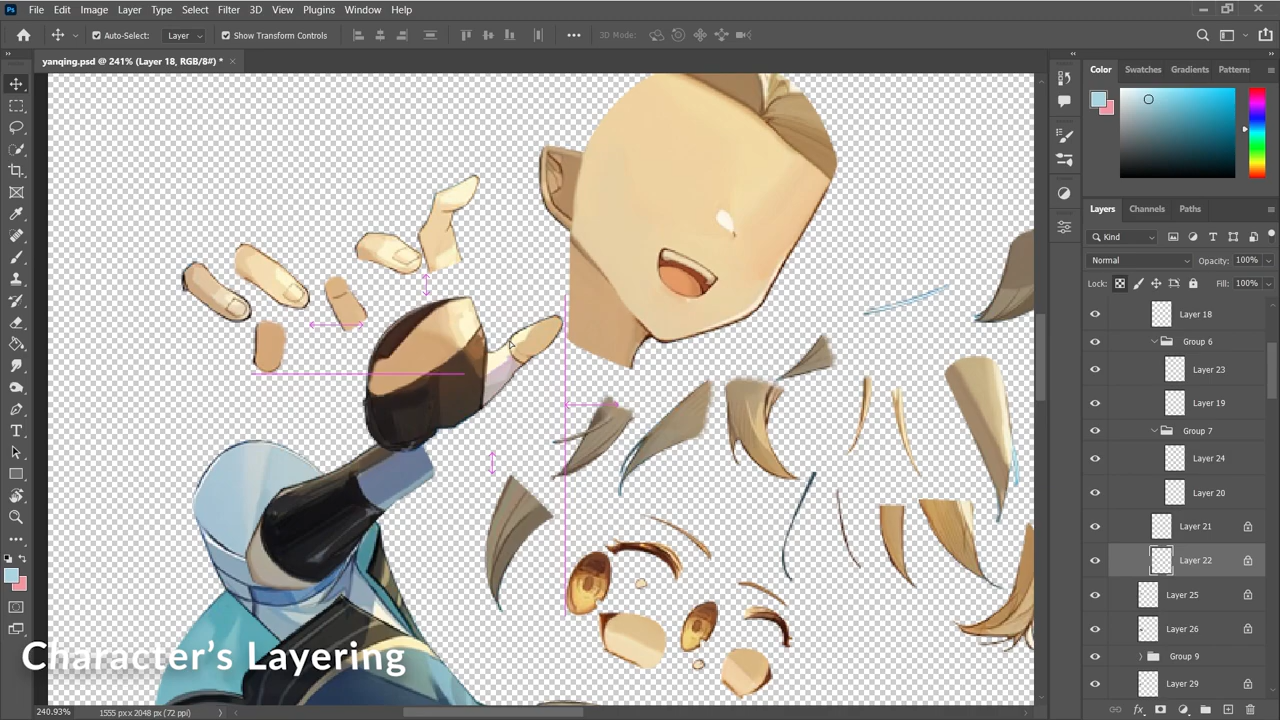 Ps File Edit Image Layer Type Select Filter 3D View Plugins Window Help
Auto-Select: Layer Show Transform Controls 3D Mode:
yanqing.psd @ 241% (Layer 18, RGB/8#) *
Color Swatches Gradients Patterns
Layers Channels Paths
Kind
Normal Opacity: 100%
Lock: Fill: 100%
Layer 18
Group 6
Layer 23
Layer 19
Group 7
Layer 24
Layer 20
Layer 21
Layer 22
Layer 25
Layer 26
Group 9
Layer 29
Character's Layering
240.93% 1555 px x 2048 px (72 ppi)